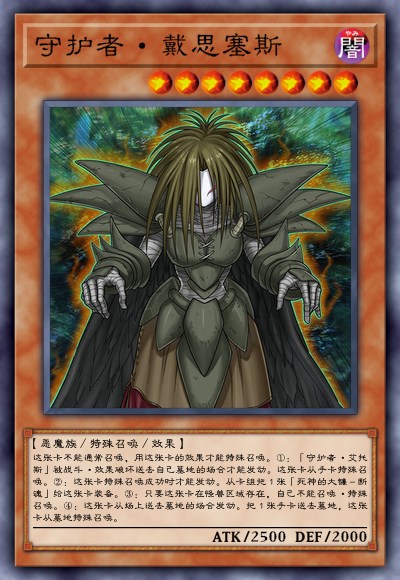 守护者・戴思塞斯
やみ
闇
【恶魔族／特殊召唤／效果】
这张卡不能通常召唤，用这张卡的效果才能特殊召唤。①：「守护者・艾托
斯」被战斗・效果破坏送去自己墓地的场合才能发动。这张卡从手卡特殊召
唤。②：这张卡特殊召唤成功时才能发动。从卡组把1张「死神的大镰－断
魂」给这张卡装备。③：只要这张卡在怪兽区域存在，自己不能召唤・特殊
召唤。④：这张卡从场上送去墓地的场合发动。把1张手卡送去墓地，这张
卡从墓地特殊召唤。
ATK/2500 DEF/2000